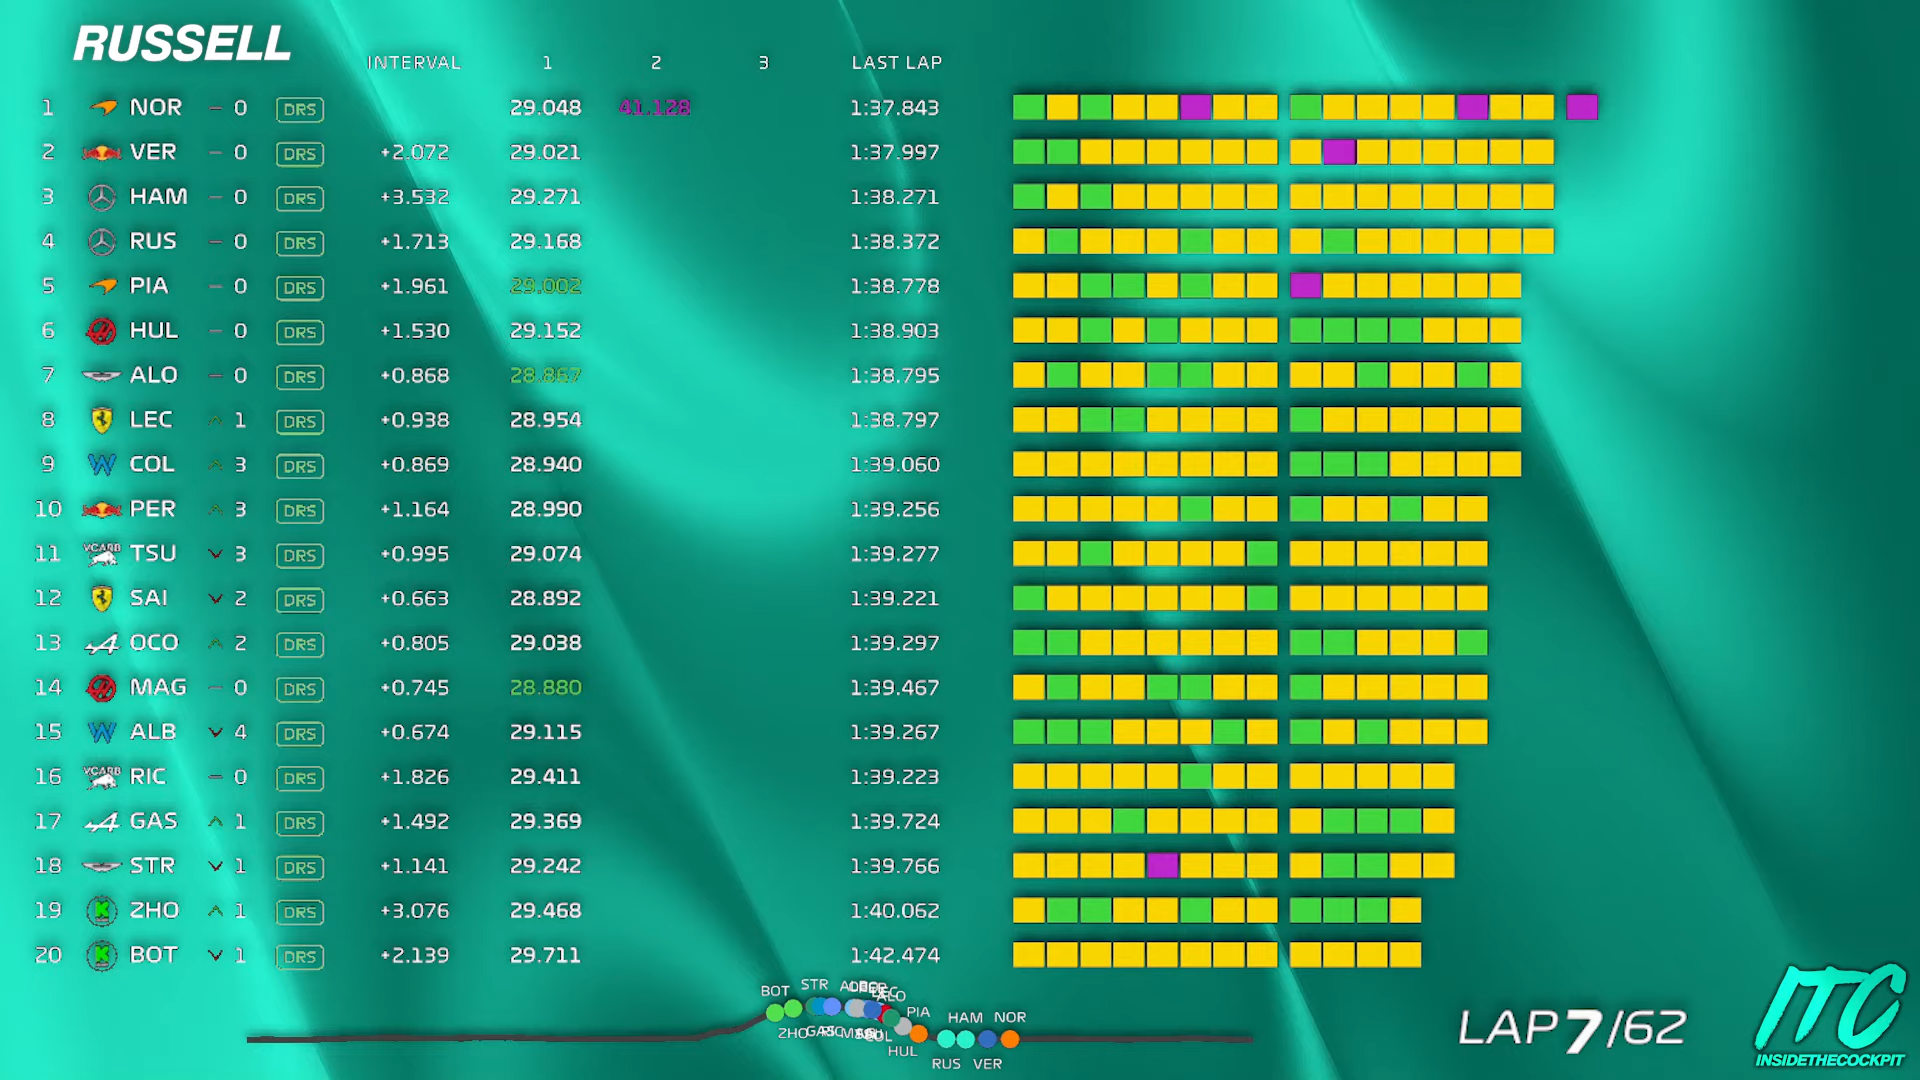 RUSSELL
INTERVAL 1 2 3 LAST LAP
1 NOR - 0 DRS 29.048 41.128 1:37.843
2 VER - 0 DRS +2.072 29.021 1:37.997
3 HAM - 0 DRS +3.532 29.271 1:38.271
4 RUS - 0 DRS +1.713 29.168 1:38.372
5 PIA - 0 DRS +1.961 29.002 1:38.778
6 HUL - 0 DRS +1.530 29.152 1:38.903
7 ALO - 0 DRS +0.868 28.867 1:38.795
8 LEC 1 DRS +0.938 28.954 1:38.797
9 COL 3 DRS +0.869 28.940 1:39.060
10 PER 3 DRS +1.164 28.990 1:39.256
11 VCARB TSU 3 DRS +0.995 29.074 1:39.277
12 SAI 2 DRS +0.663 28.892 1:39.221
13 OCO 2 DRS +0.805 29.038 1:39.297
14 MAG - 0 DRS +0.745 28.880 1:39.467
15 ALB 4 DRS +0.674 29.115 1:39.267
16 VCARB RIC - 0 DRS +1.826 29.411 1:39.223
17 GAS 1 DRS +1.492 29.369 1:39.724
18 STR 1 DRS +1.141 29.242 1:39.766
19 ZHO 1 DRS +3.076 29.468 1:40.062
20 BOT 1 DRS +2.139 29.711 1:42.474
BOT STR ALO PIA HAM NOR
ZHO HUL RUS VER
LAP 7/62
ITC
INSIDETHECOCKPIT